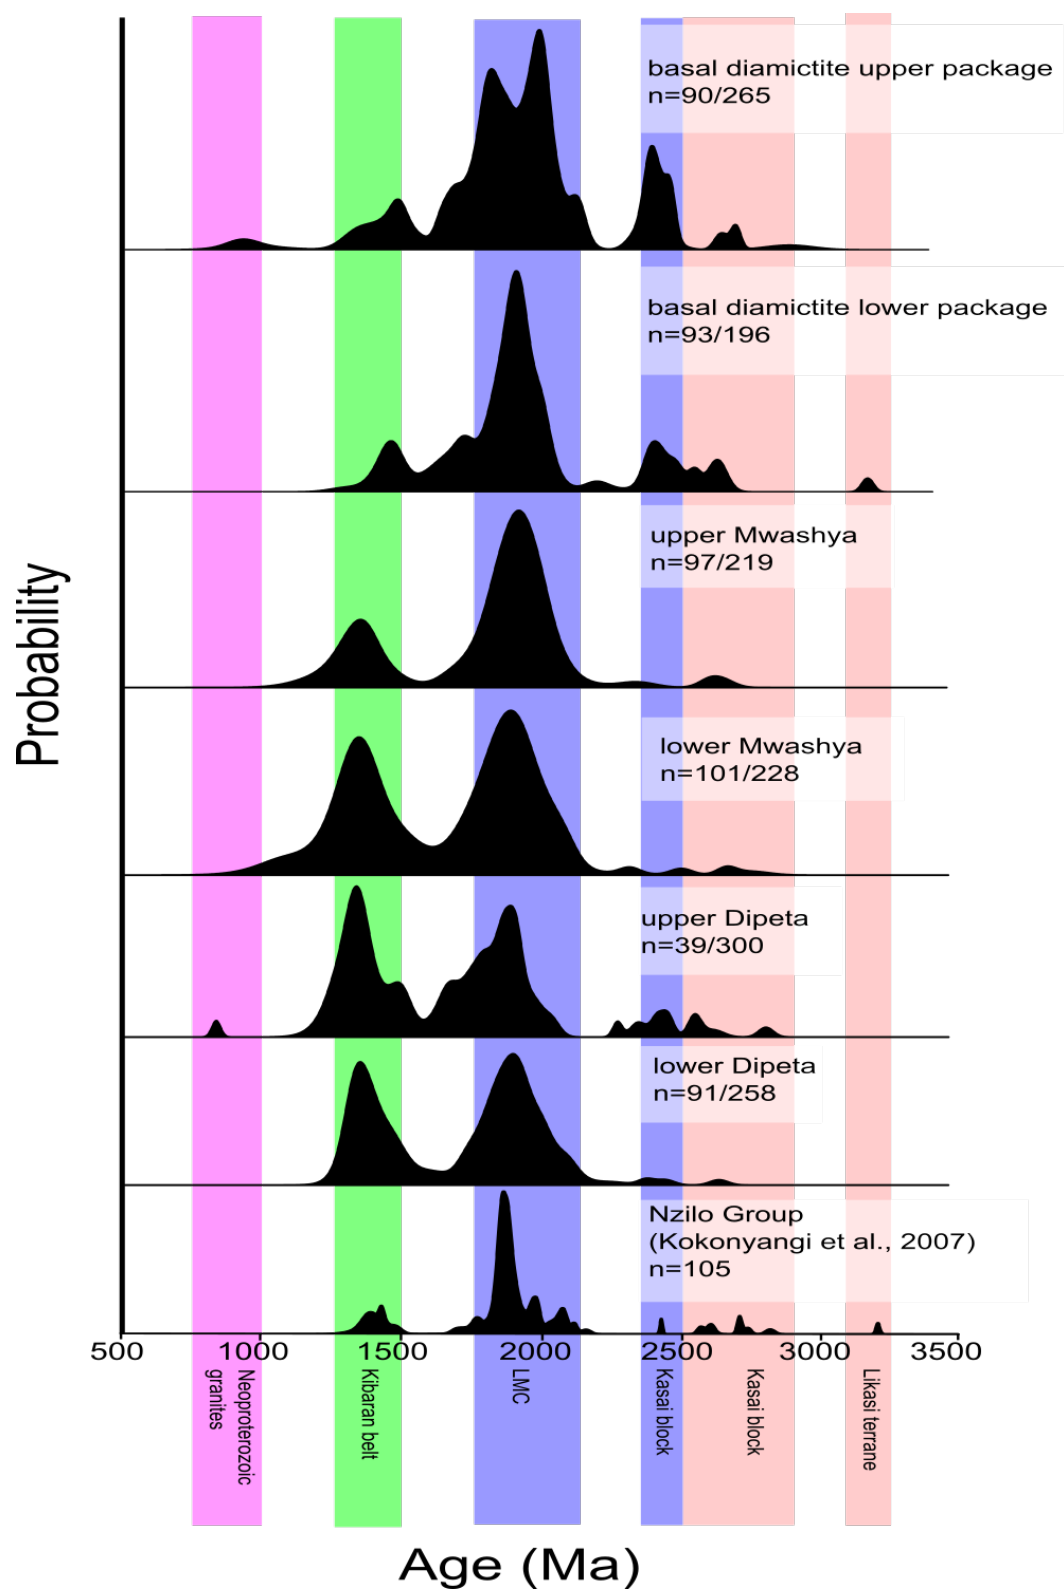 basal diamictite upper package
n=90/265
basal diamictite lower package
n=93/196
upper Mwashya
n=97/219
lower Mwashya
n=101/228
upper Dipeta
n=39/300
lower Dipeta
n=91/258
Nzilo Group
(Kokonyangi et al., 2007)
n=105
Probability
500 1000 1500 2000 2500 3000 3500
Neoproterozoic
granites
Kibaran belt
LMC
Kasai block
Kasai block
Likasi terrane
Age (Ma)